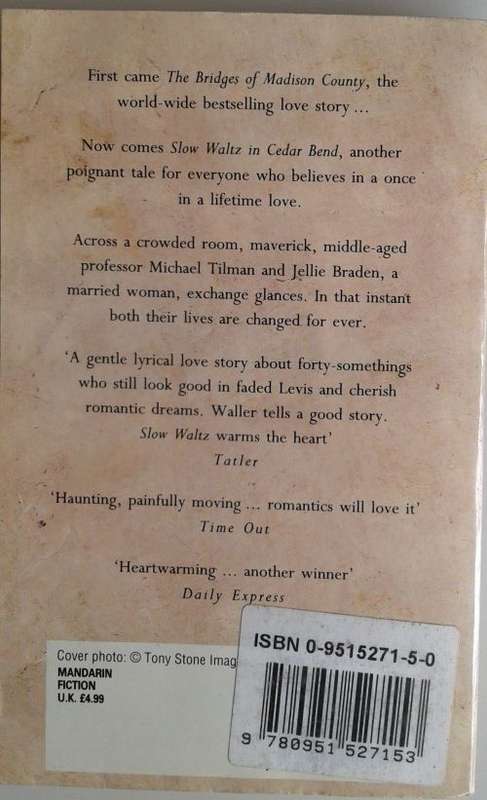 First came The Bridges of Madison County, the
world-wide bestselling love story ...
Now comes Slow Waltz in Cedar Bend, another
poignant tale for everyone who believes in a once
in a lifetime love.
Across a crowded room, maverick, middle-aged
professor Michael Tilman and Jellie Braden, a
married woman, exchange glances. In that instant
both their lives are changed for ever.
'A gentle lyrical love story about forty-somethings
who still look good in faded Levis and cherish
romantic dreams. Waller tells a good story.
Slow Waltz warms the heart'
Tatler
'Haunting, painfully moving ... romantics will love it'
Time Out
'Heartwarming ... another winner'
Daily Express
Cover photo: © Tony Stone Imag
MANDARIN
FICTION
U.K. £4.99
ISBN 0-9515271-5-0
9 780951 527153